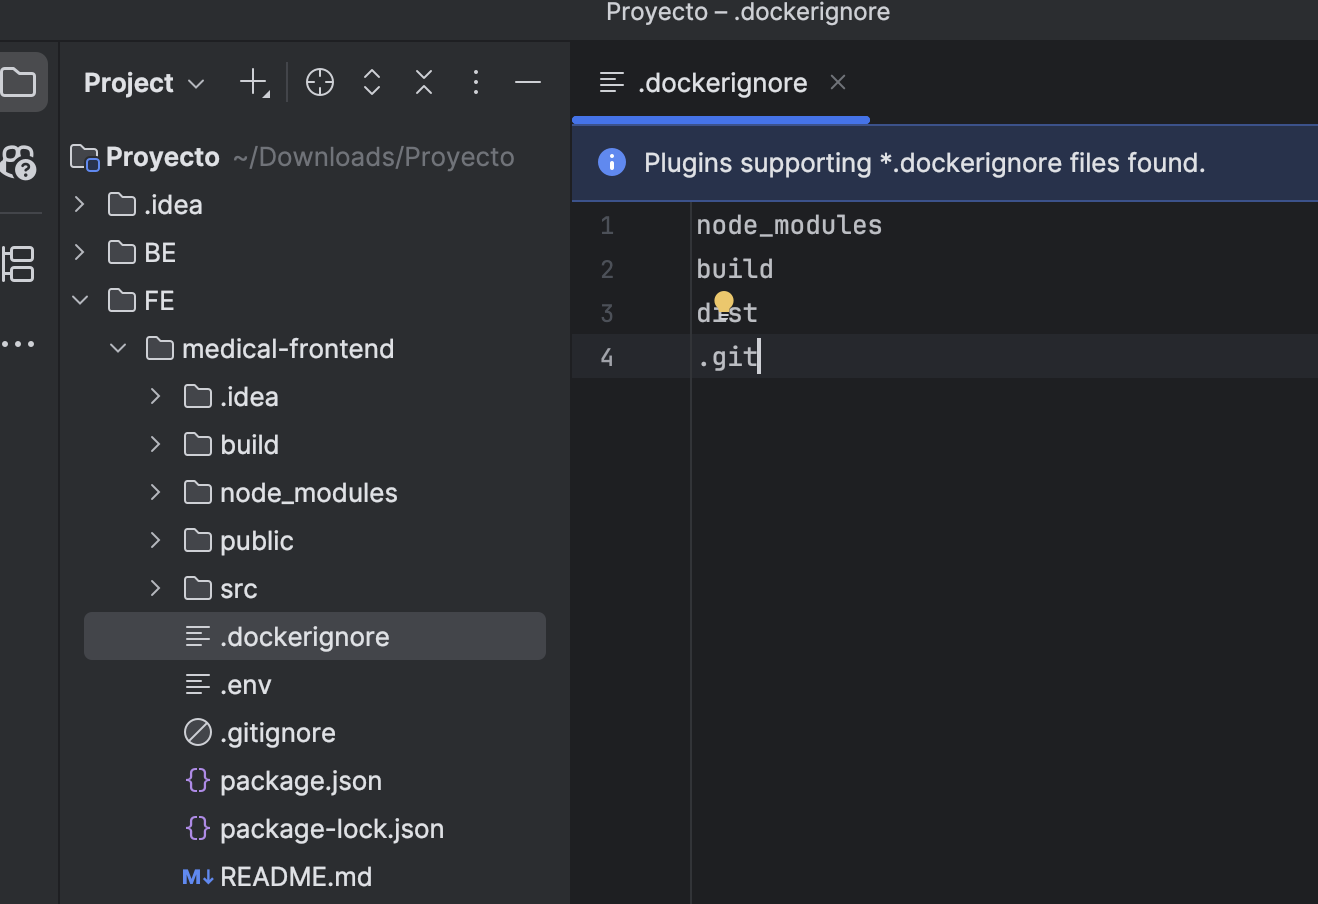 Proyecto – .dockerignore
Project
Proyecto ~/Downloads/Proyecto
.idea
BE
FE
medical-frontend
.idea
build
node_modules
public
src
.dockerignore
.env
.gitignore
package.json
package-lock.json
M↓ README.md
.dockerignore
Plugins supporting *.dockerignore files found.
1 node_modules
2 build
3 dist
4 .git